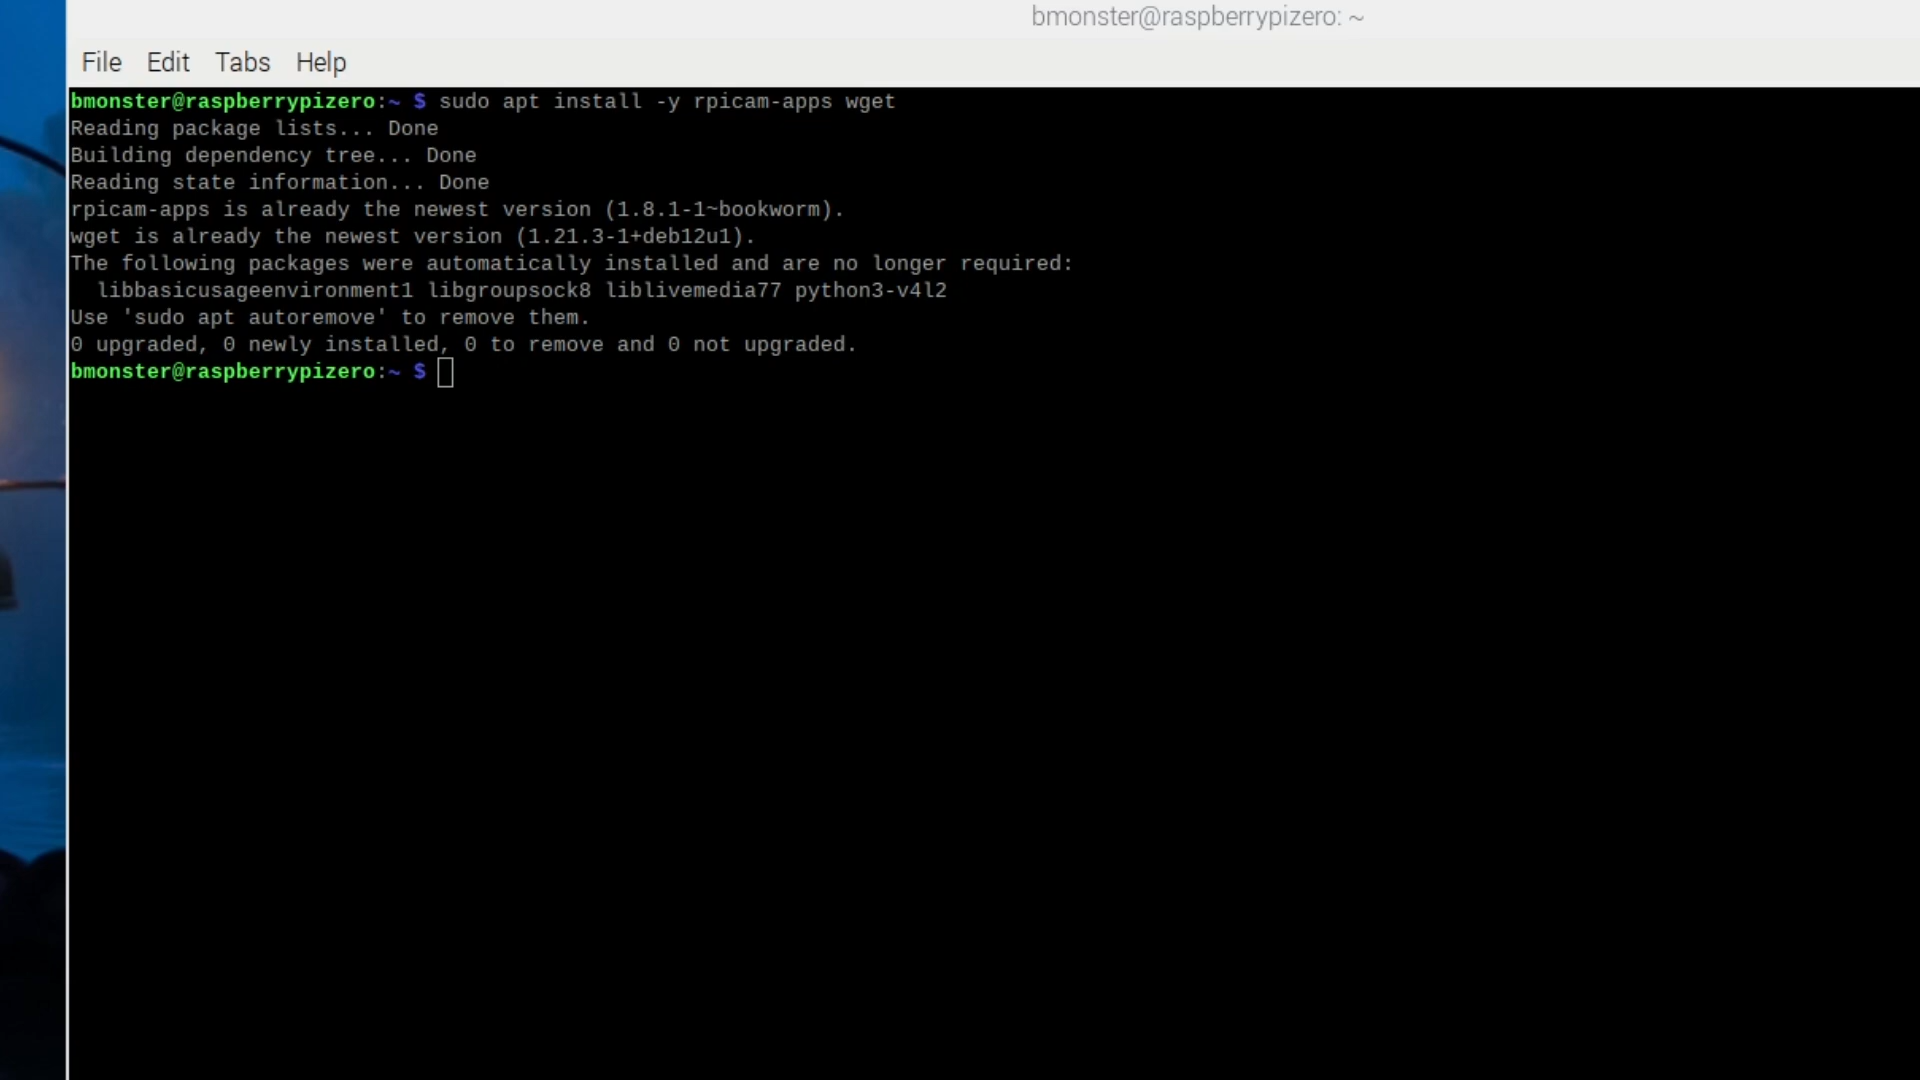 bmonster@raspberrypizero: ~
File Edit Tabs Help
bmonster@raspberrypizero:~ $ sudo apt install -y rpicam-apps wget
Reading package lists... Done
Building dependency tree... Done
Reading state information... Done
rpicam-apps is already the newest version (1.8.1-1~bookworm).
wget is already the newest version (1.21.3-1+deb12u1).
The following packages were automatically installed and are no longer required:
  libbasicusageenvironment1 libgroupsock8 liblivemedia77 python3-v4l2
Use 'sudo apt autoremove' to remove them.
0 upgraded, 0 newly installed, 0 to remove and 0 not upgraded.
bmonster@raspberrypizero:~ $